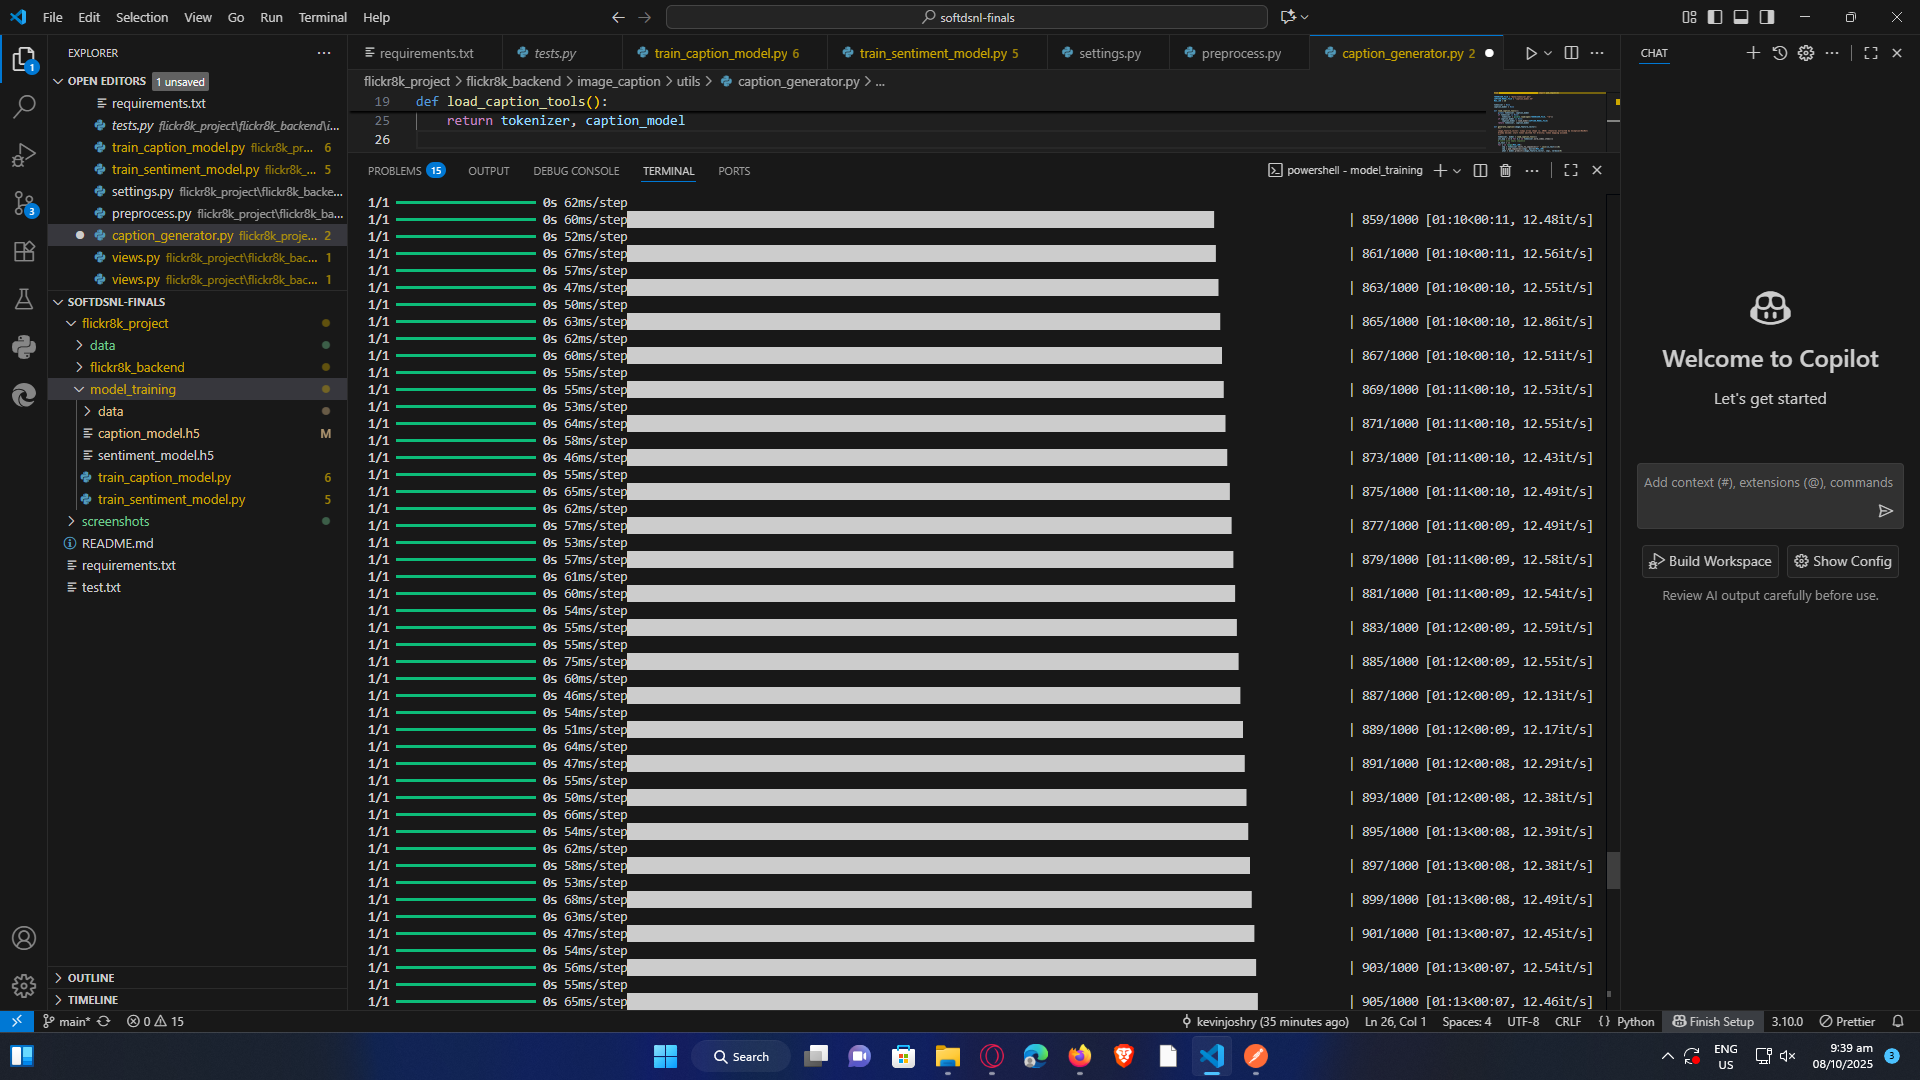 File Edit Selection View Go Run Terminal Help
softdsnl-finals
EXPLORER
OPEN EDITORS 1 unsaved
requirements.txt
tests.py flickr8k_project\flickr8k_backend\i...
train_caption_model.py flickr8k_pr... 6
train_sentiment_model.py flickr8k_... 5
settings.py flickr8k_project\flickr8k_backe...
preprocess.py flickr8k_project\flickr8k_ba...
caption_generator.py flickr8k_proje... 2
views.py flickr8k_project\flickr8k_bac... 1
views.py flickr8k_project\flickr8k_bac... 1
SOFTDSNL-FINALS
flickr8k_project
data
flickr8k_backend
model_training
data
caption_model.h5 M
sentiment_model.h5
train_caption_model.py 6
train_sentiment_model.py 5
screenshots
README.md
requirements.txt
test.txt
OUTLINE
TIMELINE
requirements.txt tests.py train_caption_model.py 6 train_sentiment_model.py 5 settings.py preprocess.py caption_generator.py 2
flickr8k_project > flickr8k_backend > image_caption > utils > caption_generator.py > ...
19 def load_caption_tools():
25 return tokenizer, caption_model
26
PROBLEMS 15 OUTPUT DEBUG CONSOLE TERMINAL PORTS
powershell - model_training
1/1 0s 62ms/step
1/1 0s 60ms/step | 859/1000 [01:10<00:11, 12.48it/s]
1/1 0s 52ms/step
1/1 0s 67ms/step | 861/1000 [01:10<00:11, 12.56it/s]
1/1 0s 57ms/step
1/1 0s 47ms/step | 863/1000 [01:10<00:10, 12.55it/s]
1/1 0s 50ms/step
1/1 0s 63ms/step | 865/1000 [01:10<00:10, 12.86it/s]
1/1 0s 62ms/step
1/1 0s 60ms/step | 867/1000 [01:10<00:10, 12.51it/s]
1/1 0s 55ms/step
1/1 0s 55ms/step | 869/1000 [01:11<00:10, 12.53it/s]
1/1 0s 53ms/step
1/1 0s 64ms/step | 871/1000 [01:11<00:10, 12.55it/s]
1/1 0s 58ms/step
1/1 0s 46ms/step | 873/1000 [01:11<00:10, 12.43it/s]
1/1 0s 55ms/step
1/1 0s 65ms/step | 875/1000 [01:11<00:10, 12.49it/s]
1/1 0s 62ms/step
1/1 0s 57ms/step | 877/1000 [01:11<00:09, 12.49it/s]
1/1 0s 53ms/step
1/1 0s 57ms/step | 879/1000 [01:11<00:09, 12.58it/s]
1/1 0s 61ms/step
1/1 0s 60ms/step | 881/1000 [01:11<00:09, 12.54it/s]
1/1 0s 54ms/step
1/1 0s 55ms/step | 883/1000 [01:12<00:09, 12.59it/s]
1/1 0s 55ms/step
1/1 0s 75ms/step | 885/1000 [01:12<00:09, 12.55it/s]
1/1 0s 60ms/step
1/1 0s 46ms/step | 887/1000 [01:12<00:09, 12.13it/s]
1/1 0s 54ms/step
1/1 0s 51ms/step | 889/1000 [01:12<00:09, 12.17it/s]
1/1 0s 64ms/step
1/1 0s 47ms/step | 891/1000 [01:12<00:08, 12.29it/s]
1/1 0s 55ms/step
1/1 0s 50ms/step | 893/1000 [01:12<00:08, 12.38it/s]
1/1 0s 66ms/step
1/1 0s 54ms/step | 895/1000 [01:13<00:08, 12.39it/s]
1/1 0s 62ms/step
1/1 0s 58ms/step | 897/1000 [01:13<00:08, 12.38it/s]
1/1 0s 53ms/step
1/1 0s 68ms/step | 899/1000 [01:13<00:08, 12.49it/s]
1/1 0s 63ms/step
1/1 0s 47ms/step | 901/1000 [01:13<00:07, 12.45it/s]
1/1 0s 54ms/step
1/1 0s 56ms/step | 903/1000 [01:13<00:07, 12.54it/s]
1/1 0s 55ms/step
1/1 0s 65ms/step | 905/1000 [01:13<00:07, 12.46it/s]
CHAT
Welcome to Copilot
Let's get started
Add context (#), extensions (@), commands
Build Workspace Show Config
Review AI output carefully before use.
main* 0 15
kevinjoshry (35 minutes ago) Ln 26, Col 1 Spaces: 4 UTF-8 CRLF { } Python Finish Setup 3.10.0 Prettier
Search
ENG
US
9:39 am
08/10/2025
3